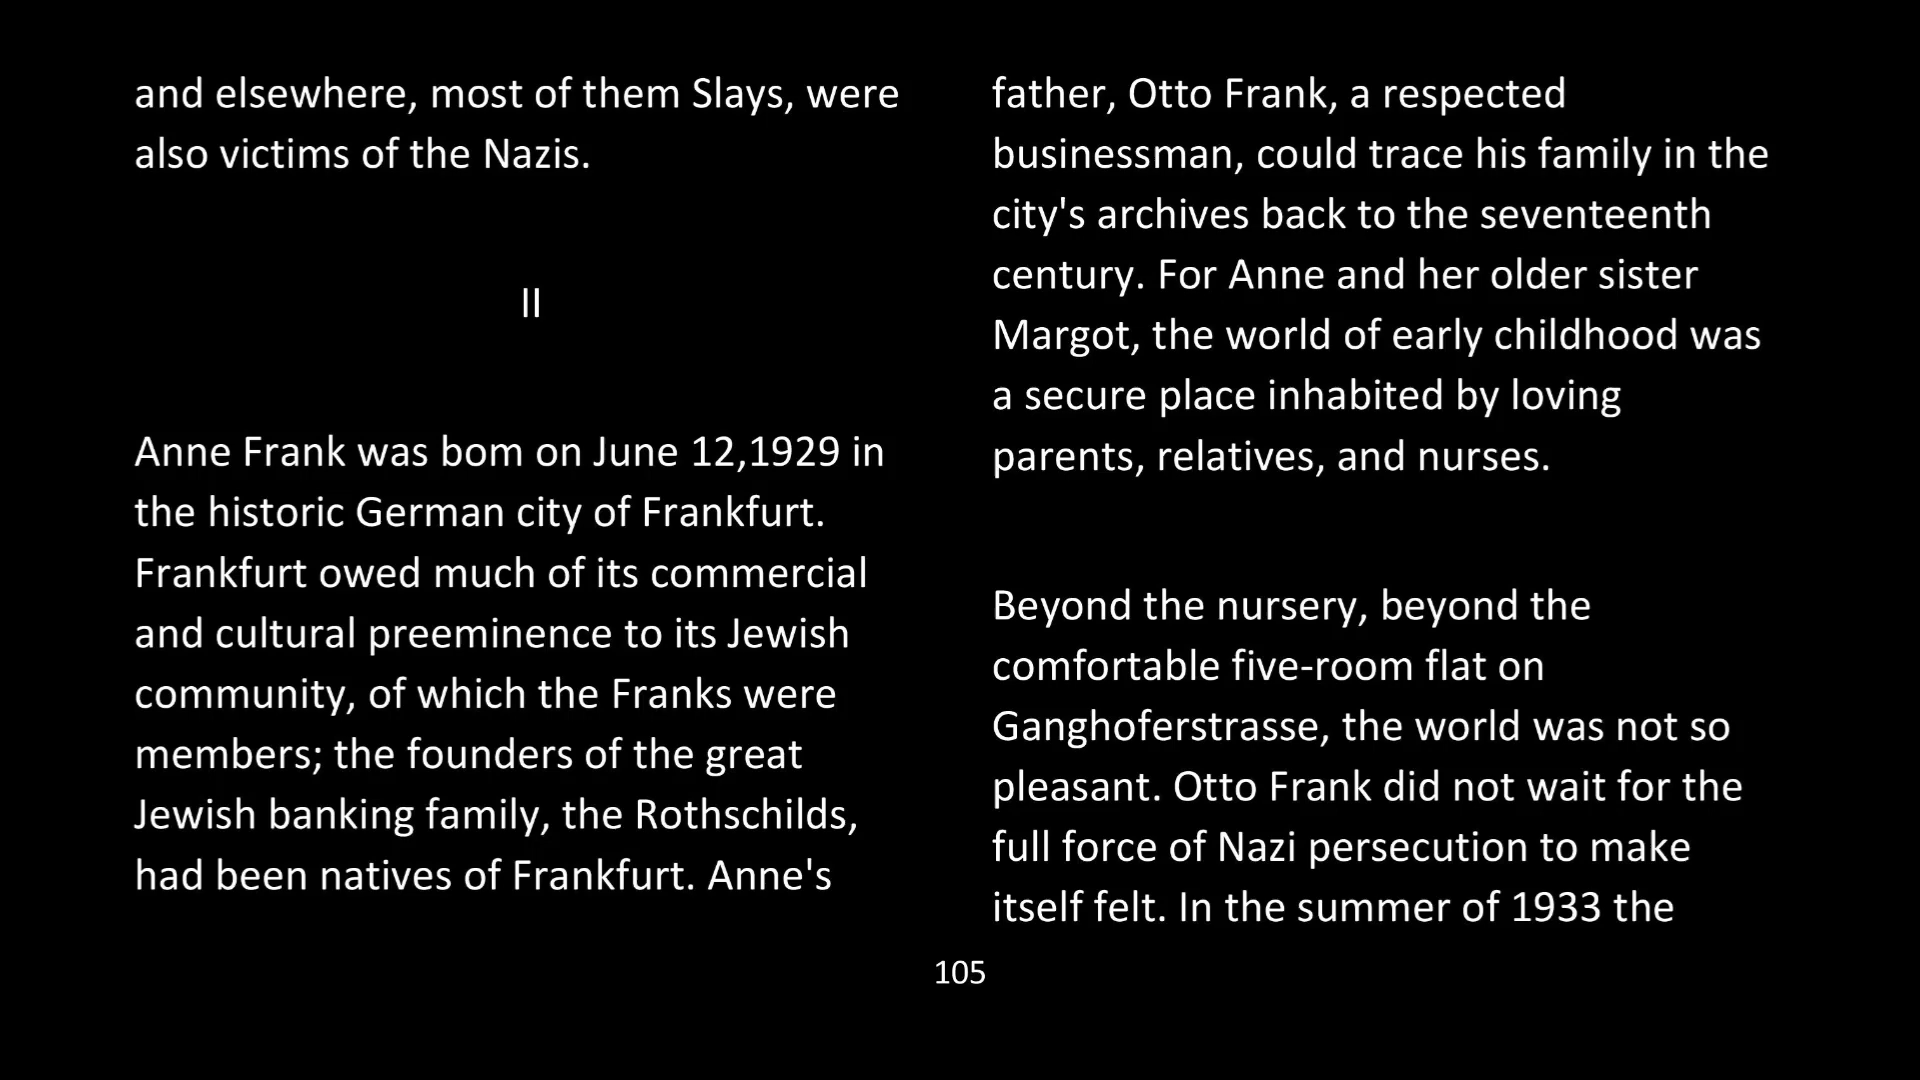 and elsewhere, most of them Slays, were
also victims of the Nazis.
II
Anne Frank was bom on June 12,1929 in
the historic German city of Frankfurt.
Frankfurt owed much of its commercial
and cultural preeminence to its Jewish
community, of which the Franks were
members; the founders of the great
Jewish banking family, the Rothschilds,
had been natives of Frankfurt. Anne's
father, Otto Frank, a respected
businessman, could trace his family in the
city's archives back to the seventeenth
century. For Anne and her older sister
Margot, the world of early childhood was
a secure place inhabited by loving
parents, relatives, and nurses.
Beyond the nursery, beyond the
comfortable five-room flat on
Ganghoferstrasse, the world was not so
pleasant. Otto Frank did not wait for the
full force of Nazi persecution to make
itself felt. In the summer of 1933 the
105